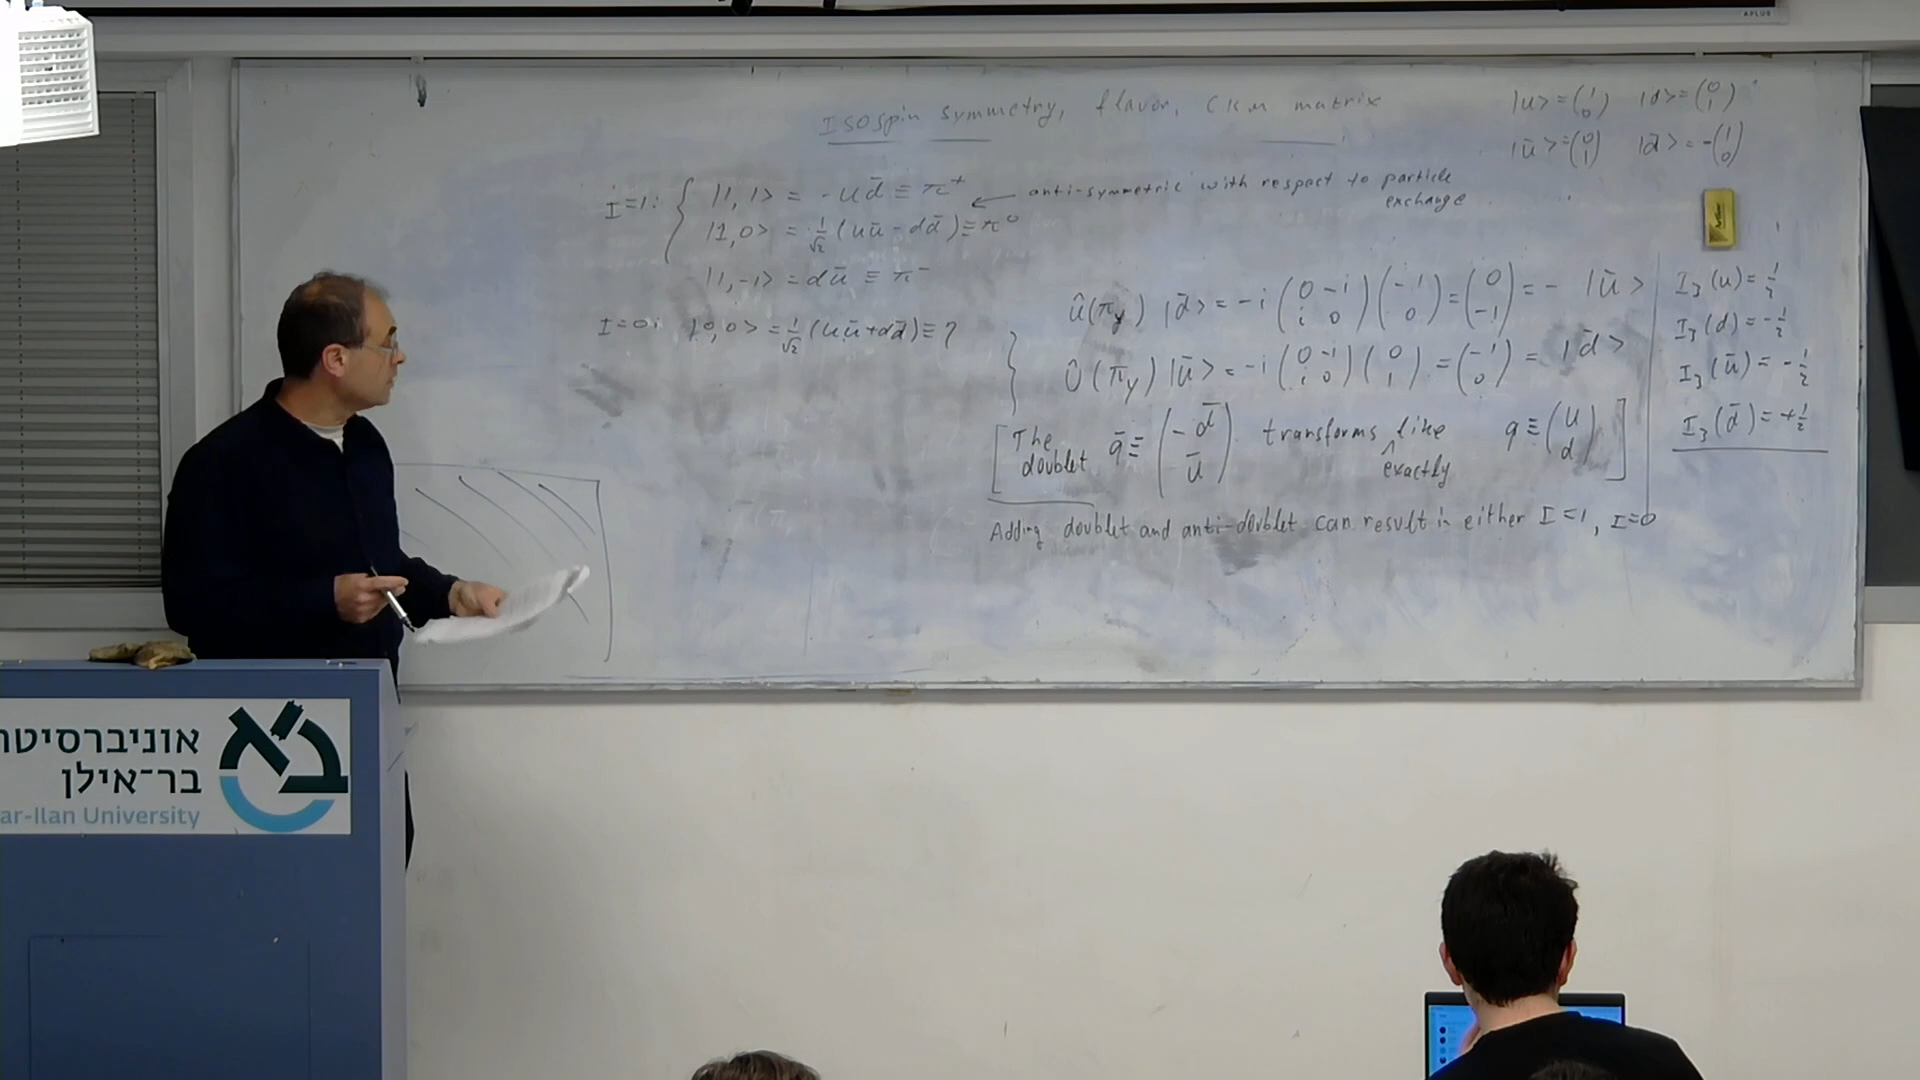 APLUS
Isospin symmetry, flavor, CKM matrix
|u> = (1 0) |d> = (0 1)
|ū> = (0 1) |d̄> = -(1 0)
I=1: { |1,1> = -ud̄ ≡ π⁺ ← anti-symmetric with respect to particle exchange
|1,0> = 1/√2 (uū - dd̄) ≡ π⁰
|1,-1> = dū ≡ π⁻
I=0: |0,0> = 1/√2 (uū + dd̄) ≡ ?
Û(π_y) |d̄> = -i (0 -i; i 0) (-1; 0) = (0; -1) = - |ū>
Û(π_y) |ū> = -i (0 -i; i 0) (0; 1) = (-1; 0) = |d̄>
[The doublet q̄ ≡ (-d̄; ū) transforms exactly like q ≡ (u; d)]
Adding doublet and anti-doublet can result in either I=1, I=0
I₃(u) = 1/2
I₃(d) = -1/2
I₃(ū) = -1/2
I₃(d̄) = +1/2
אוניברסיטת
בר-אילן
ar-Ilan University